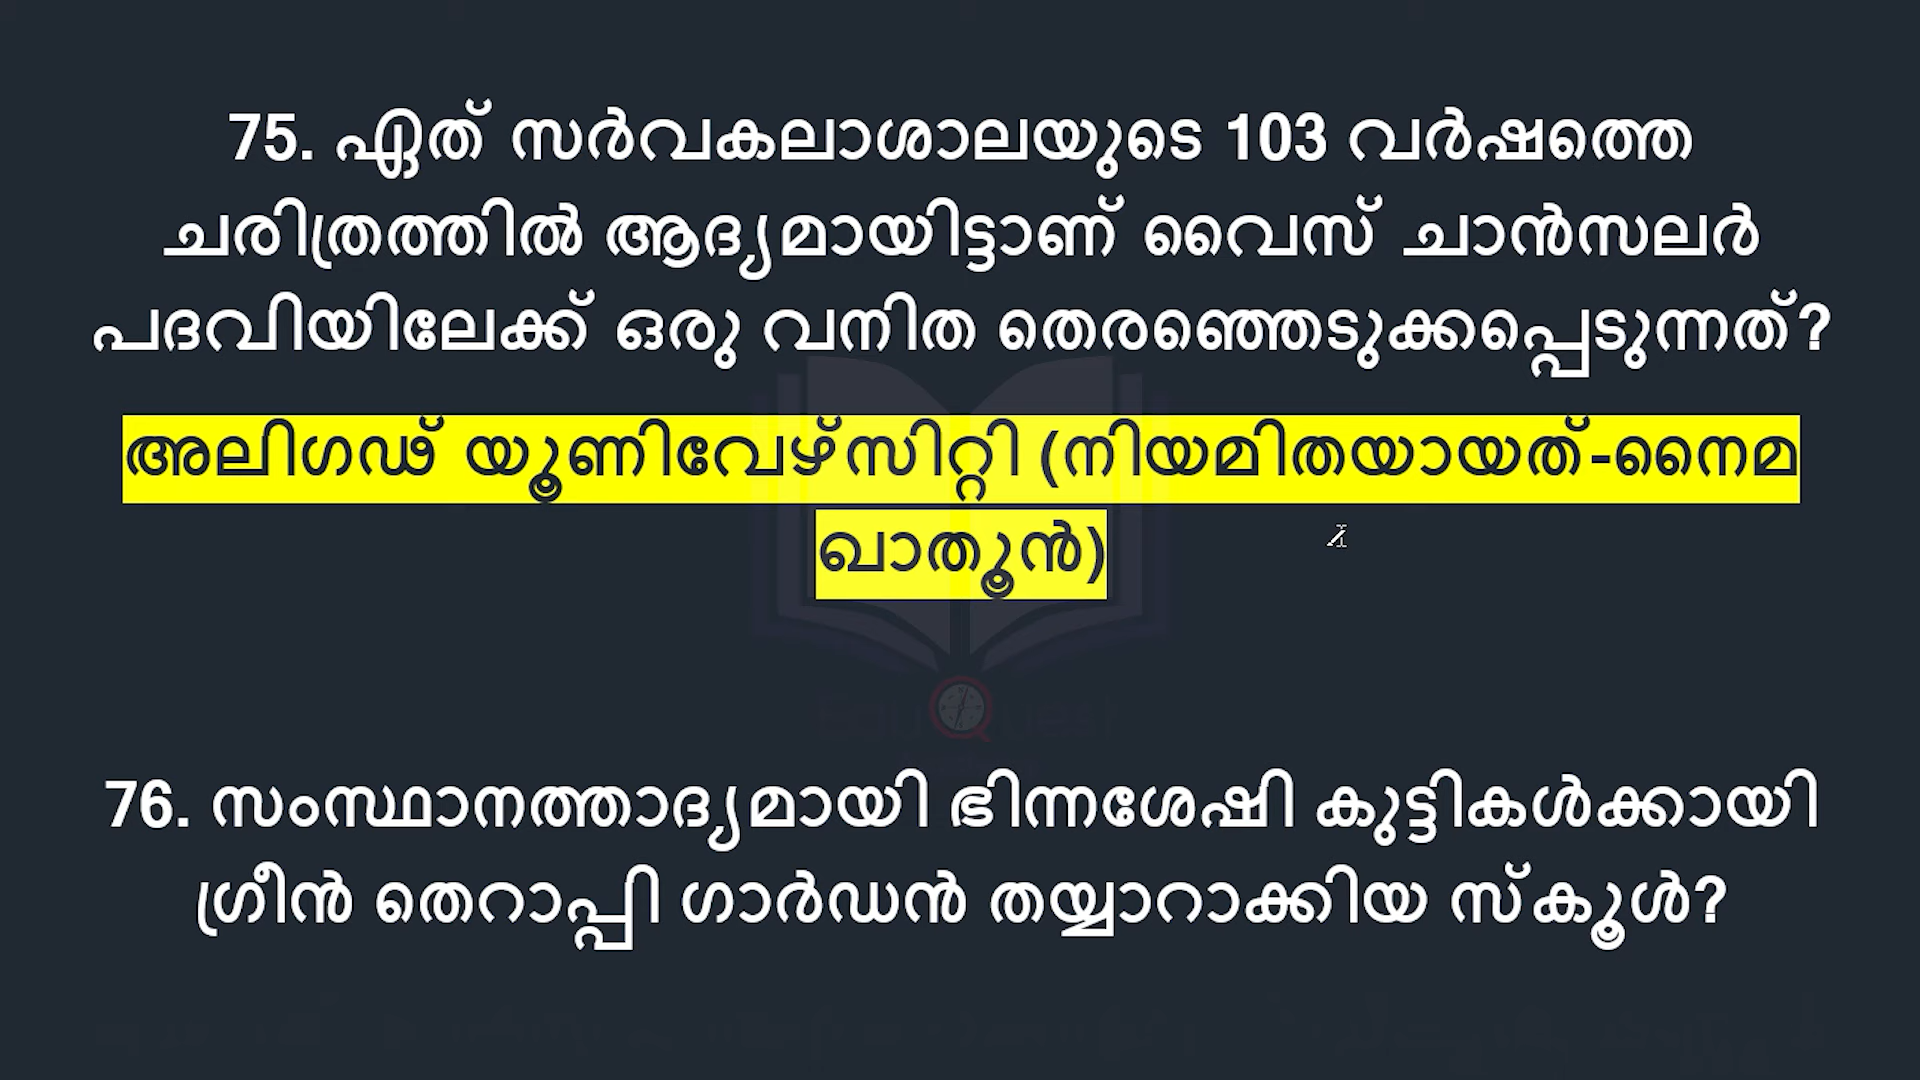 75. ഏത് സർവകലാശാലയുടെ 103 വർഷത്തെ
ചരിത്രത്തിൽ ആദ്യമായിട്ടാണ് വൈസ് ചാൻസലർ
പദവിയിലേക്ക് ഒരു വനിത തെരഞ്ഞെടുക്കപ്പെടുന്നത്?
അലിഗഢ് യൂണിവേഴ്സിറ്റി (നിയമിതയായത്-നൈമ
ഖാതൂൻ)
76. സംസ്ഥാനത്താദ്യമായി ഭിന്നശേഷി കുട്ടികൾക്കായി
ഗ്രീൻ തെറാപ്പി ഗാർഡൻ തയ്യാറാക്കിയ സ്കൂൾ?